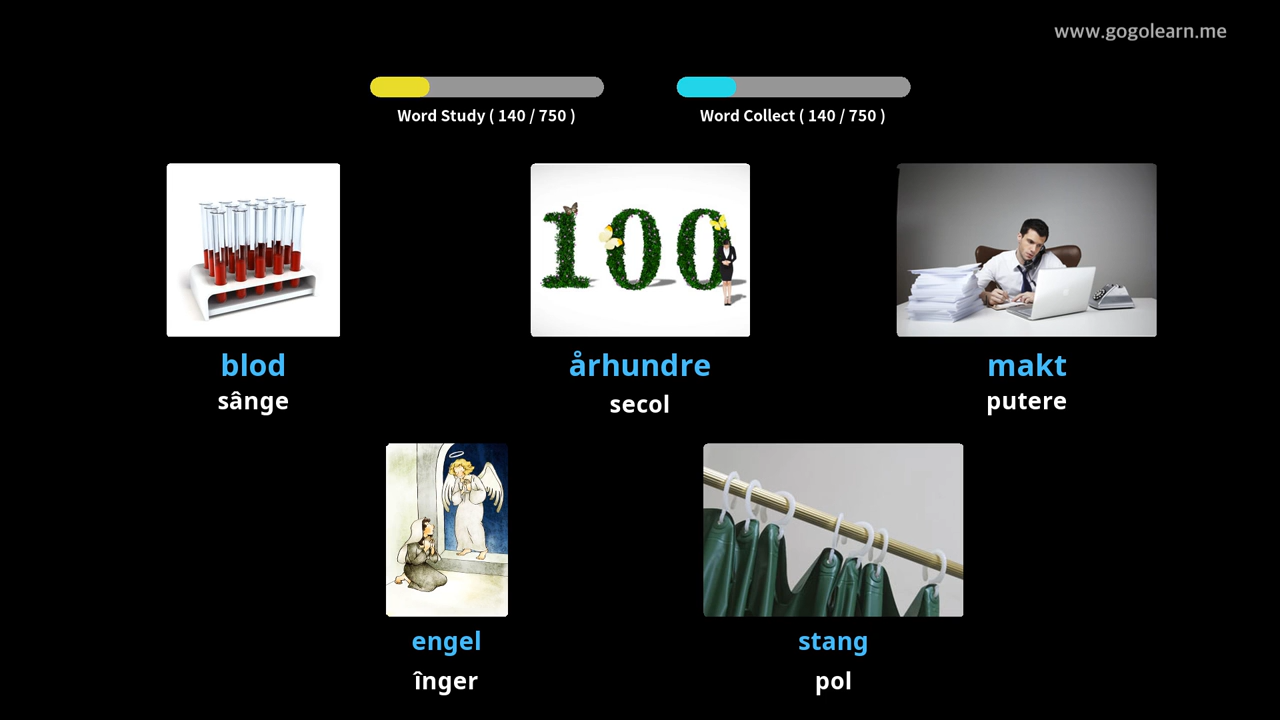 www.gogolearn.me
Word Study ( 140 / 750 )
Word Collect ( 140 / 750 )
100
blod
sânge
århundre
secol
makt
putere
engel
înger
stang
pol